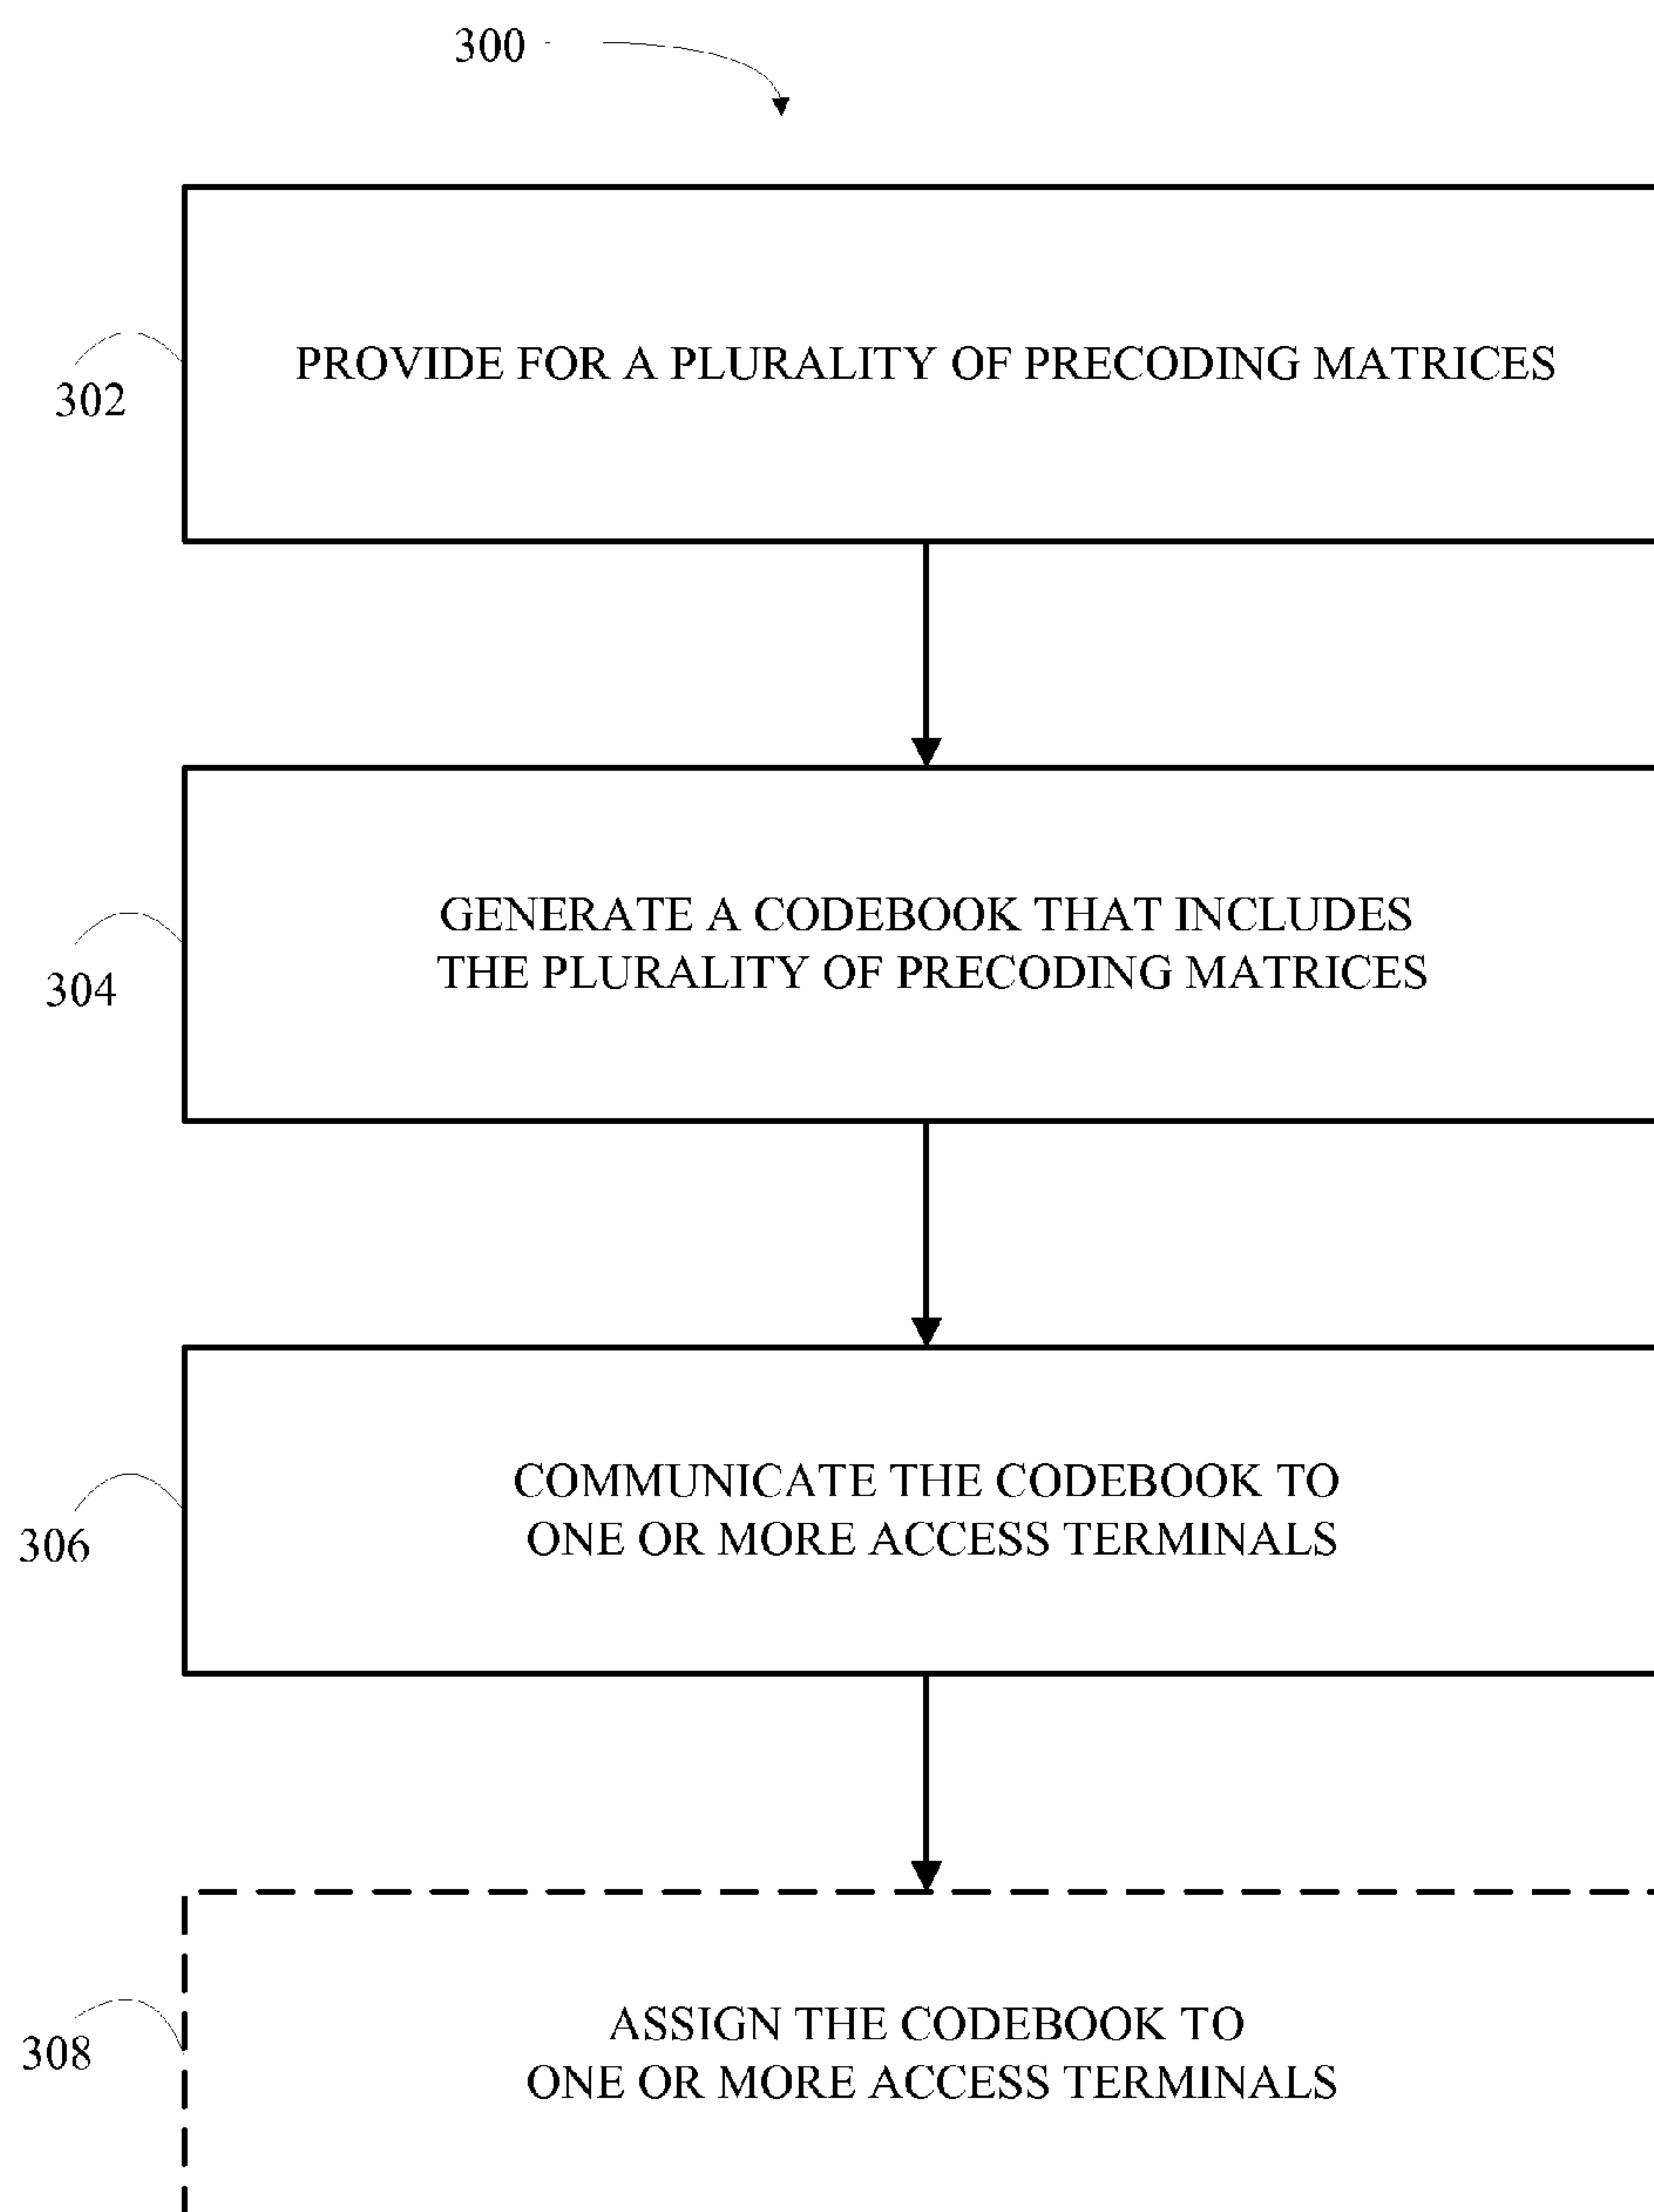 300
PROVIDE FOR A PLURALITY OF PRECODING MATRICES
302
GENERATE A CODEBOOK THAT INCLUDES
THE PLURALITY OF PRECODING MATRICES
304
COMMUNICATE THE CODEBOOK TO
ONE OR MORE ACCESS TERMINALS
306
ASSIGN THE CODEBOOK TO
ONE OR MORE ACCESS TERMINALS
308